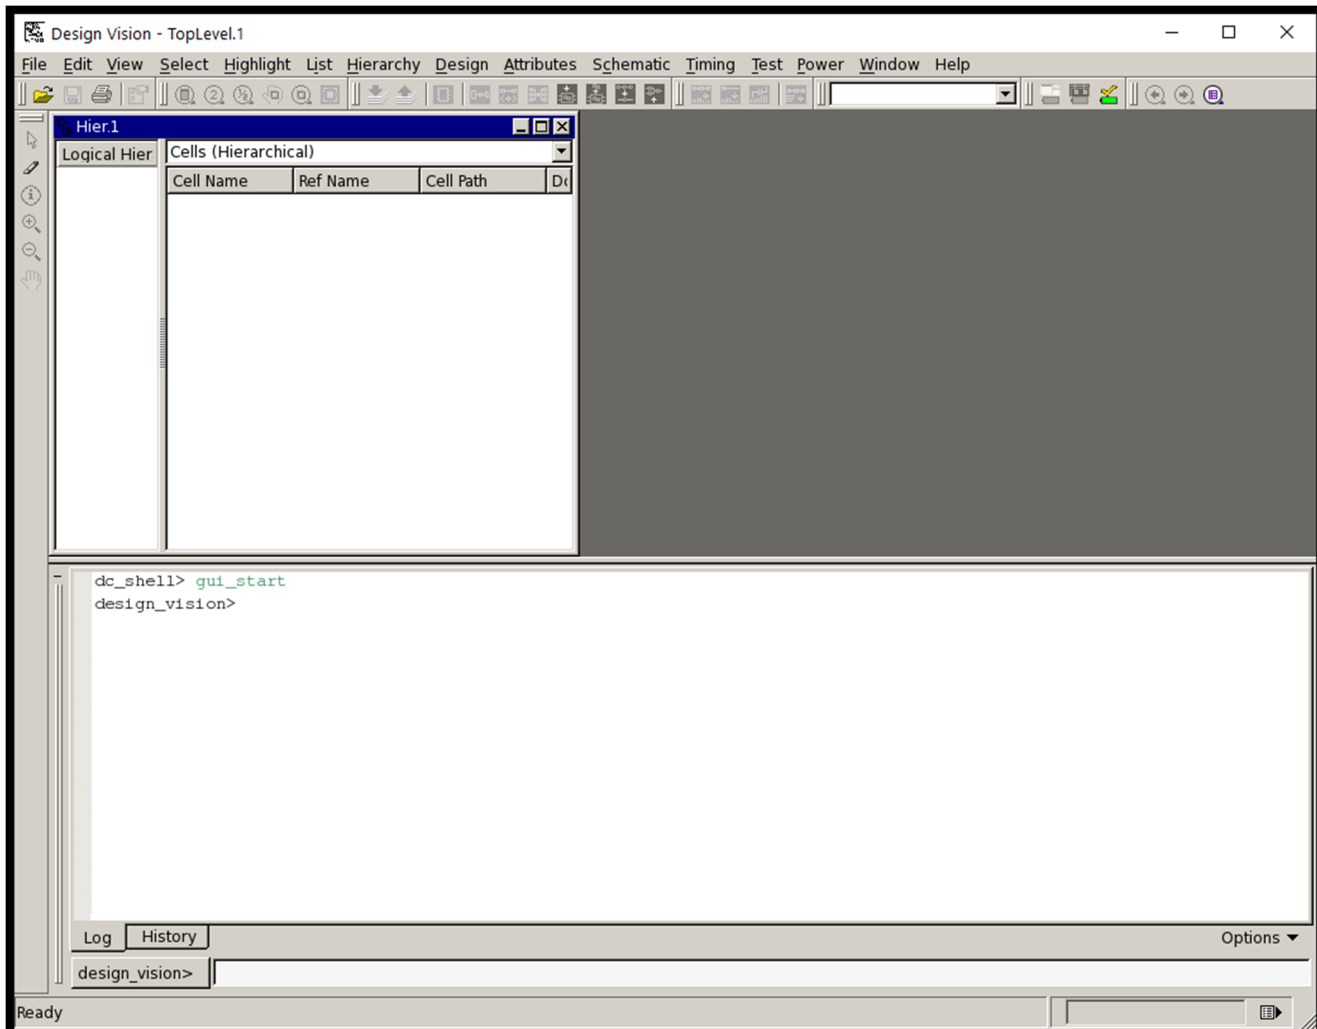 Design Vision - TopLevel.1
File Edit View Select Highlight List Hierarchy Design Attributes Schematic Timing Test Power Window Help
Hier.1
Logical Hier
Cells (Hierarchical)
Cell Name Ref Name Cell Path
dc_shell> gui_start
design_vision>
Log History Options
design_vision>
Ready